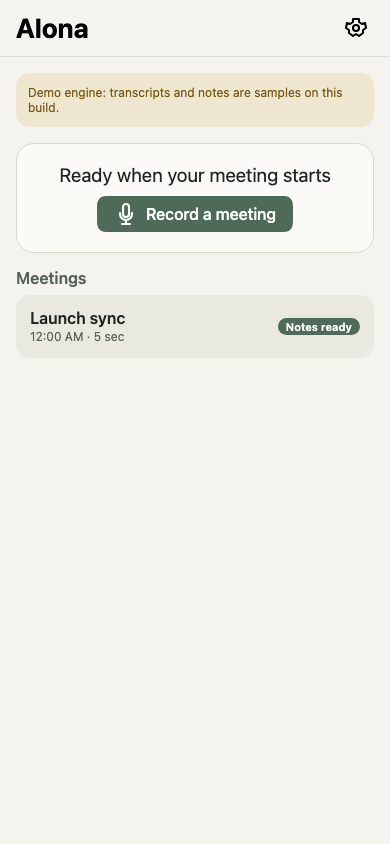 Alona
Demo engine: transcripts and notes are samples on this
build.
Ready when your meeting starts
Record a meeting
Meetings
Launch sync
12:00 AM · 5 sec
Notes ready